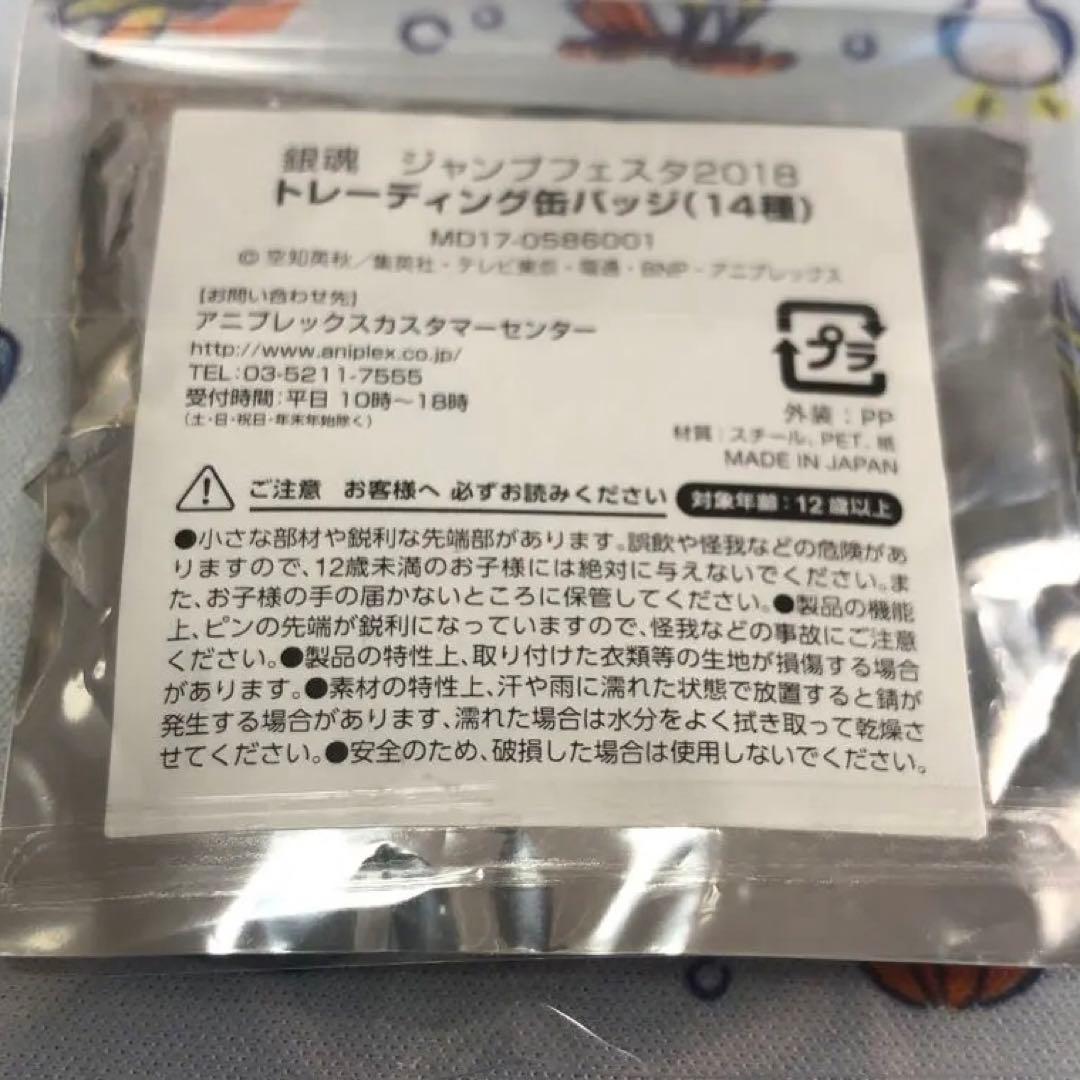 銀魂　ジャンプフェスタ2018
トレーディング缶バッジ(14種)
MD17-0586001
© 空知英秋／集英社・テレビ東京・電通・BNP・アニプレックス
[お問い合わせ先]
アニプレックスカスタマーセンター
http://www.aniplex.co.jp/
TEL:03-5211-7555
受付時間:平日 10時～18時
(土・日・祝日・年末年始除く)
プラ
外装：PP
材質：スチール、PET、紙
MADE IN JAPAN
ご注意　お客様へ 必ずお読みください
対象年齢：12歳以上
●小さな部材や鋭利な先端部があります。誤飲や怪我などの危険があ
りますので、12歳未満のお子様には絶対に与えないでください。ま
た、お子様の手の届かないところに保管してください。●製品の機能
上、ピンの先端が鋭利になっていますので、怪我などの事故にご注意
ください。●製品の特性上、取り付けた衣類等の生地が損傷する場合
があります。●素材の特性上、汗や雨に濡れた状態で放置すると錆が
発生する場合があります、濡れた場合は水分をよく拭き取って乾燥さ
せてください。●安全のため、破損した場合は使用しないでください。